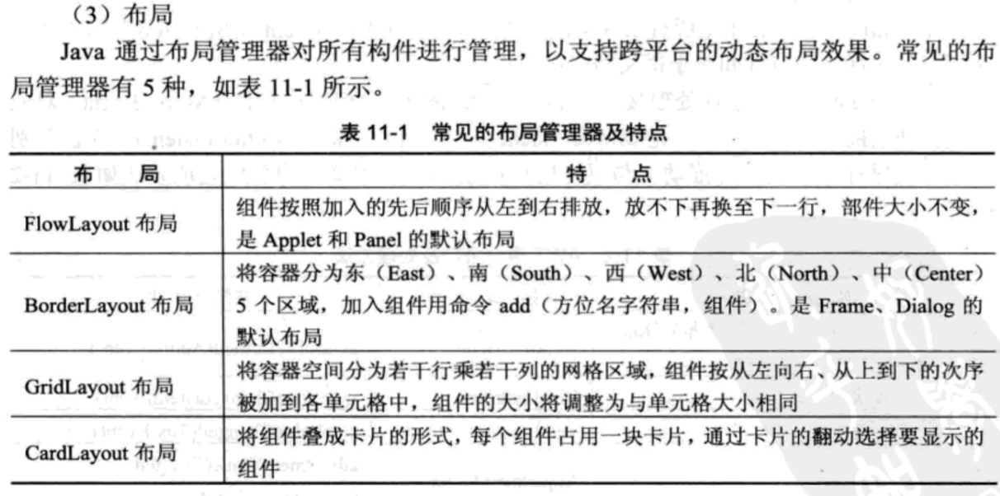 （3）布局
Java 通过布局管理器对所有构件进行管理，以支持跨平台的动态布局效果。常见的布
局管理器有 5 种，如表 11-1 所示。
表 11-1 常见的布局管理器及特点
布 局 特 点
FlowLayout 布局 组件按照加入的先后顺序从左到右排放，放不下再换至下一行，部件大小不变，
是 Applet 和 Panel 的默认布局
BorderLayout 布局 将容器分为东（East）、南（South）、西（West）、北（North）、中（Center）
5 个区域，加入组件用命令 add（方位名字符串，组件）。是 Frame、Dialog 的
默认布局
GridLayout 布局 将容器空间分为若干行乘若干列的网格区域，组件按从左向右、从上到下的次序
被加到各单元格中，组件的大小将调整为与单元格大小相同
CardLayout 布局 将组件叠成卡片的形式，每个组件占用一块卡片，通过卡片的翻动选择要显示的
组件